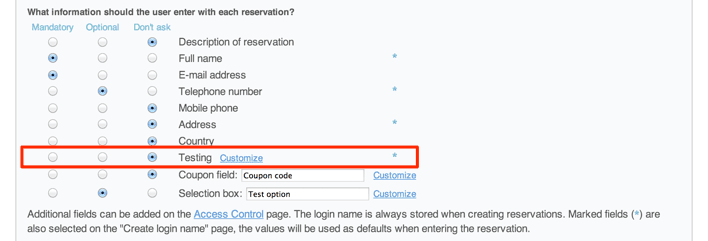 What information should the user enter with each reservation?
Mandatory Optional Don't ask
Description of reservation
Full name *
E-mail address
Telephone number *
Mobile phone
Address *
Country
Testing Customize *
Coupon field: Coupon code Customize
Selection box: Test option Customize
Additional fields can be added on the Access Control page. The login name is always stored when creating reservations. Marked fields (*) are
also selected on the "Create login name" page, the values will be used as defaults when entering the reservation.